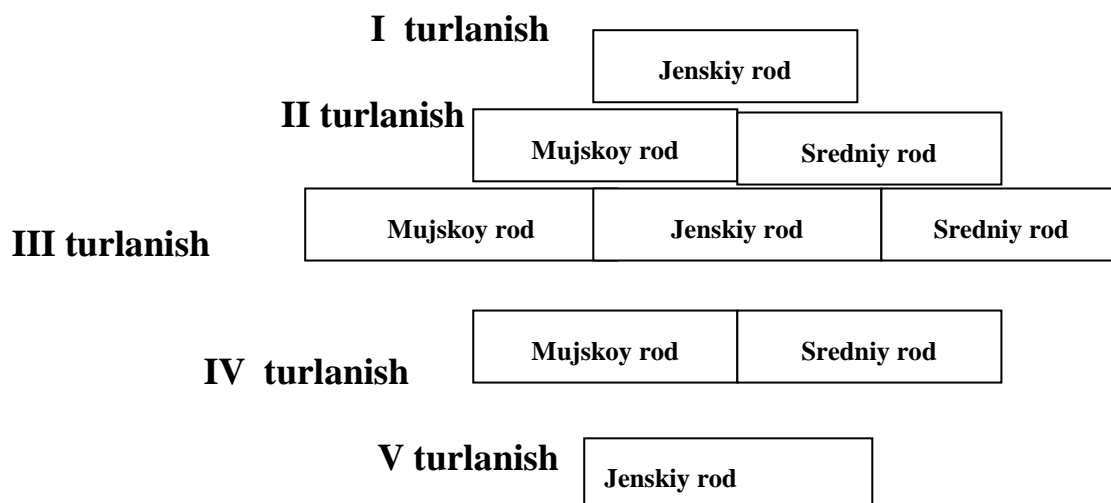 I turlanish
Jenskiy rod
II turlanish
Mujskoy rod
Sredniy rod
III turlanish
Mujskoy rod
Jenskiy rod
Sredniy rod
IV turlanish
Mujskoy rod
Sredniy rod
V turlanish
Jenskiy rod